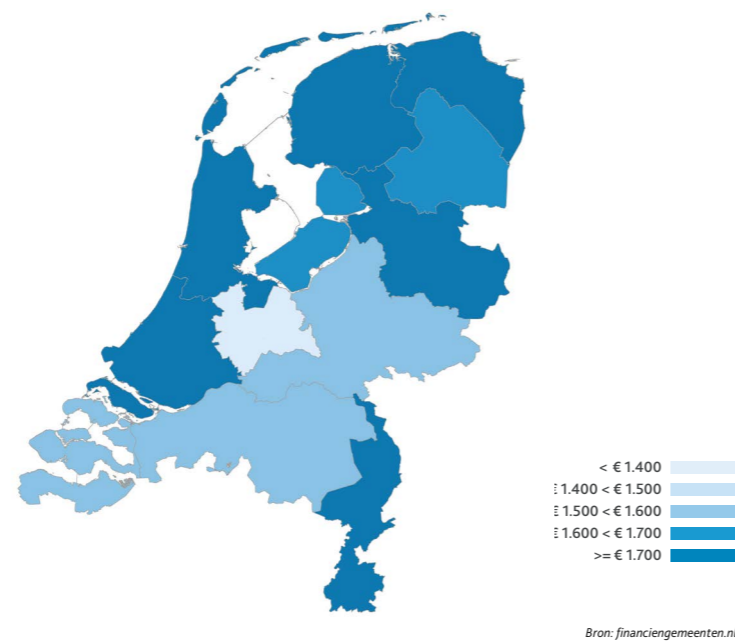 < € 1.400
€ 1.400 < € 1.500
€ 1.500 < € 1.600
€ 1.600 < € 1.700
>= € 1.700
Bron: financiengemeenten.nl